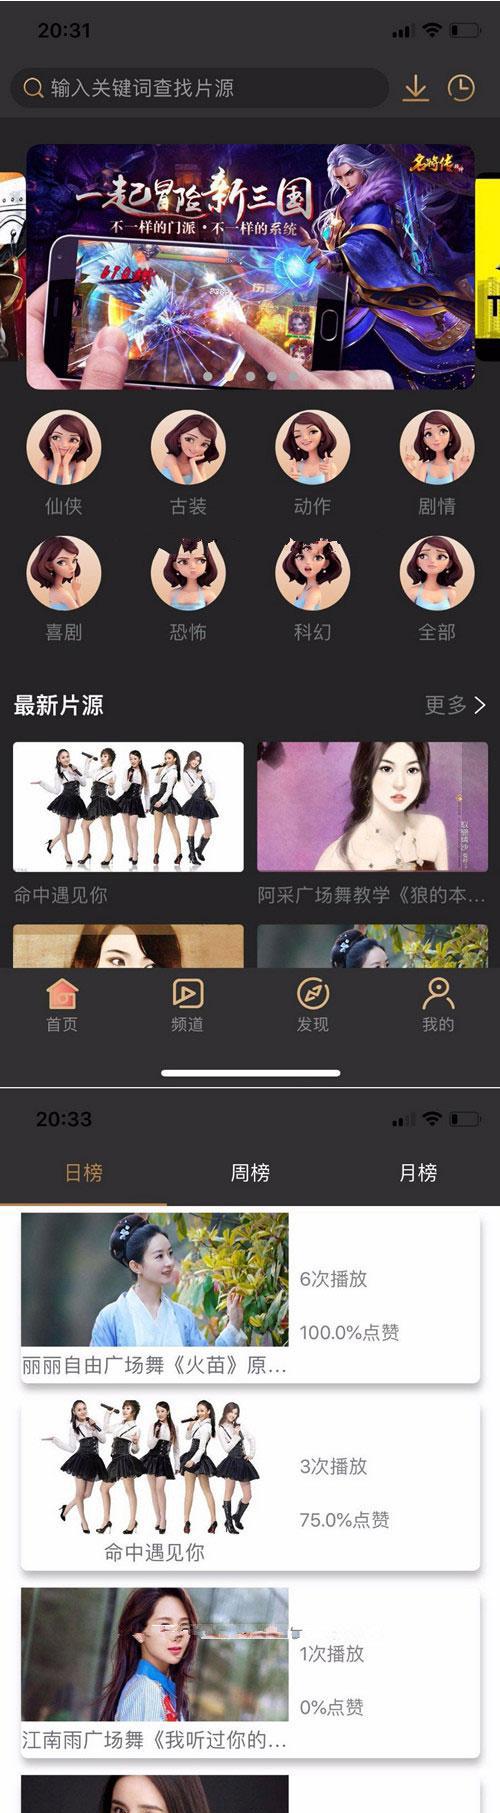 20:31
输入关键词查找片源
名将传
一起冒险新三国
不一样的门派·不一样的系统
仙侠
古装
动作
剧情
喜剧
恐怖
科幻
全部
最新片源
更多
命中遇见你
阿采广场舞教学《狼的本...
首页
频道
发现
我的
20:33
日榜
周榜
月榜
6次播放
100.0%点赞
丽丽自由广场舞《火苗》原...
3次播放
75.0%点赞
命中遇见你
1次播放
0%点赞
江南雨广场舞《我听过你的...